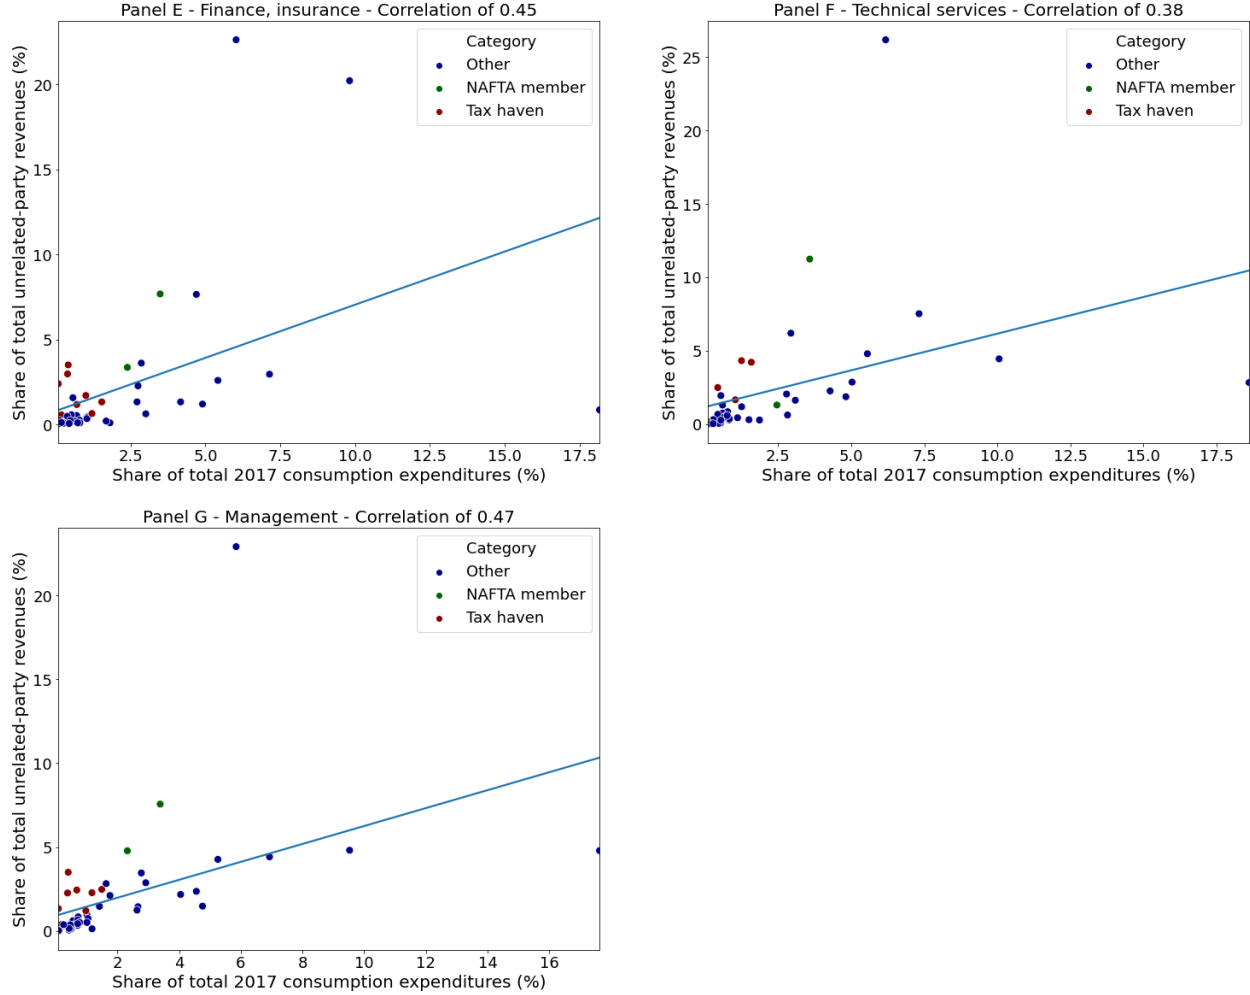 Panel E - Finance, insurance - Correlation of 0.45
Share of total unrelated-party revenues (%)
20
15
10
5
0
Category
Other
NAFTA member
Tax haven
2.5 5.0 7.5 10.0 12.5 15.0 17.5
Share of total 2017 consumption expenditures (%)
Panel F - Technical services - Correlation of 0.38
Share of total unrelated-party revenues (%)
25
20
15
10
5
0
Category
Other
NAFTA member
Tax haven
2.5 5.0 7.5 10.0 12.5 15.0 17.5
Share of total 2017 consumption expenditures (%)
Panel G - Management - Correlation of 0.47
Share of total unrelated-party revenues (%)
20
15
10
5
0
Category
Other
NAFTA member
Tax haven
2 4 6 8 10 12 14 16
Share of total 2017 consumption expenditures (%)